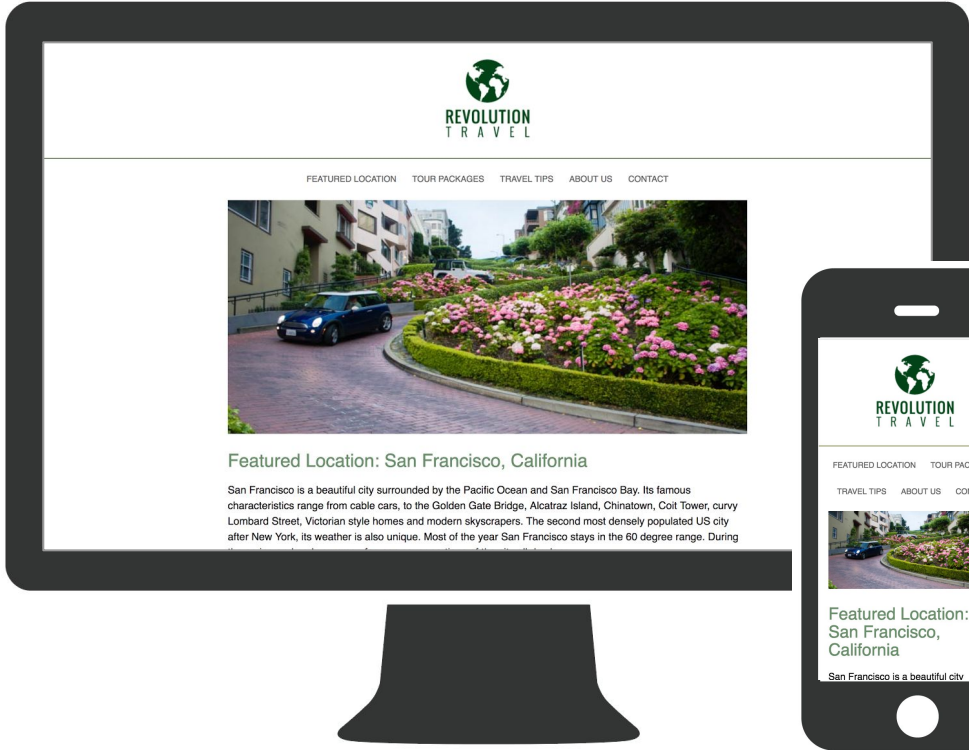 REVOLUTION
TRAVEL
FEATURED LOCATION TOUR PACKAGES TRAVEL TIPS ABOUT US CONTACT
Featured Location: San Francisco, California
San Francisco is a beautiful city surrounded by the Pacific Ocean and San Francisco Bay. Its famous
characteristics range from cable cars, to the Golden Gate Bridge, Alcatraz Island, Chinatown, Coit Tower, curvy
Lombard Street, Victorian style homes and modern skyscrapers. The second most densely populated US city
after New York, its weather is also unique. Most of the year San Francisco stays in the 60 degree range. During
REVOLUTION
TRAVEL
FEATURED LOCATION TOUR PAC
TRAVEL TIPS ABOUT US CO
Featured Location:
San Francisco,
California
San Francisco is a beautiful city